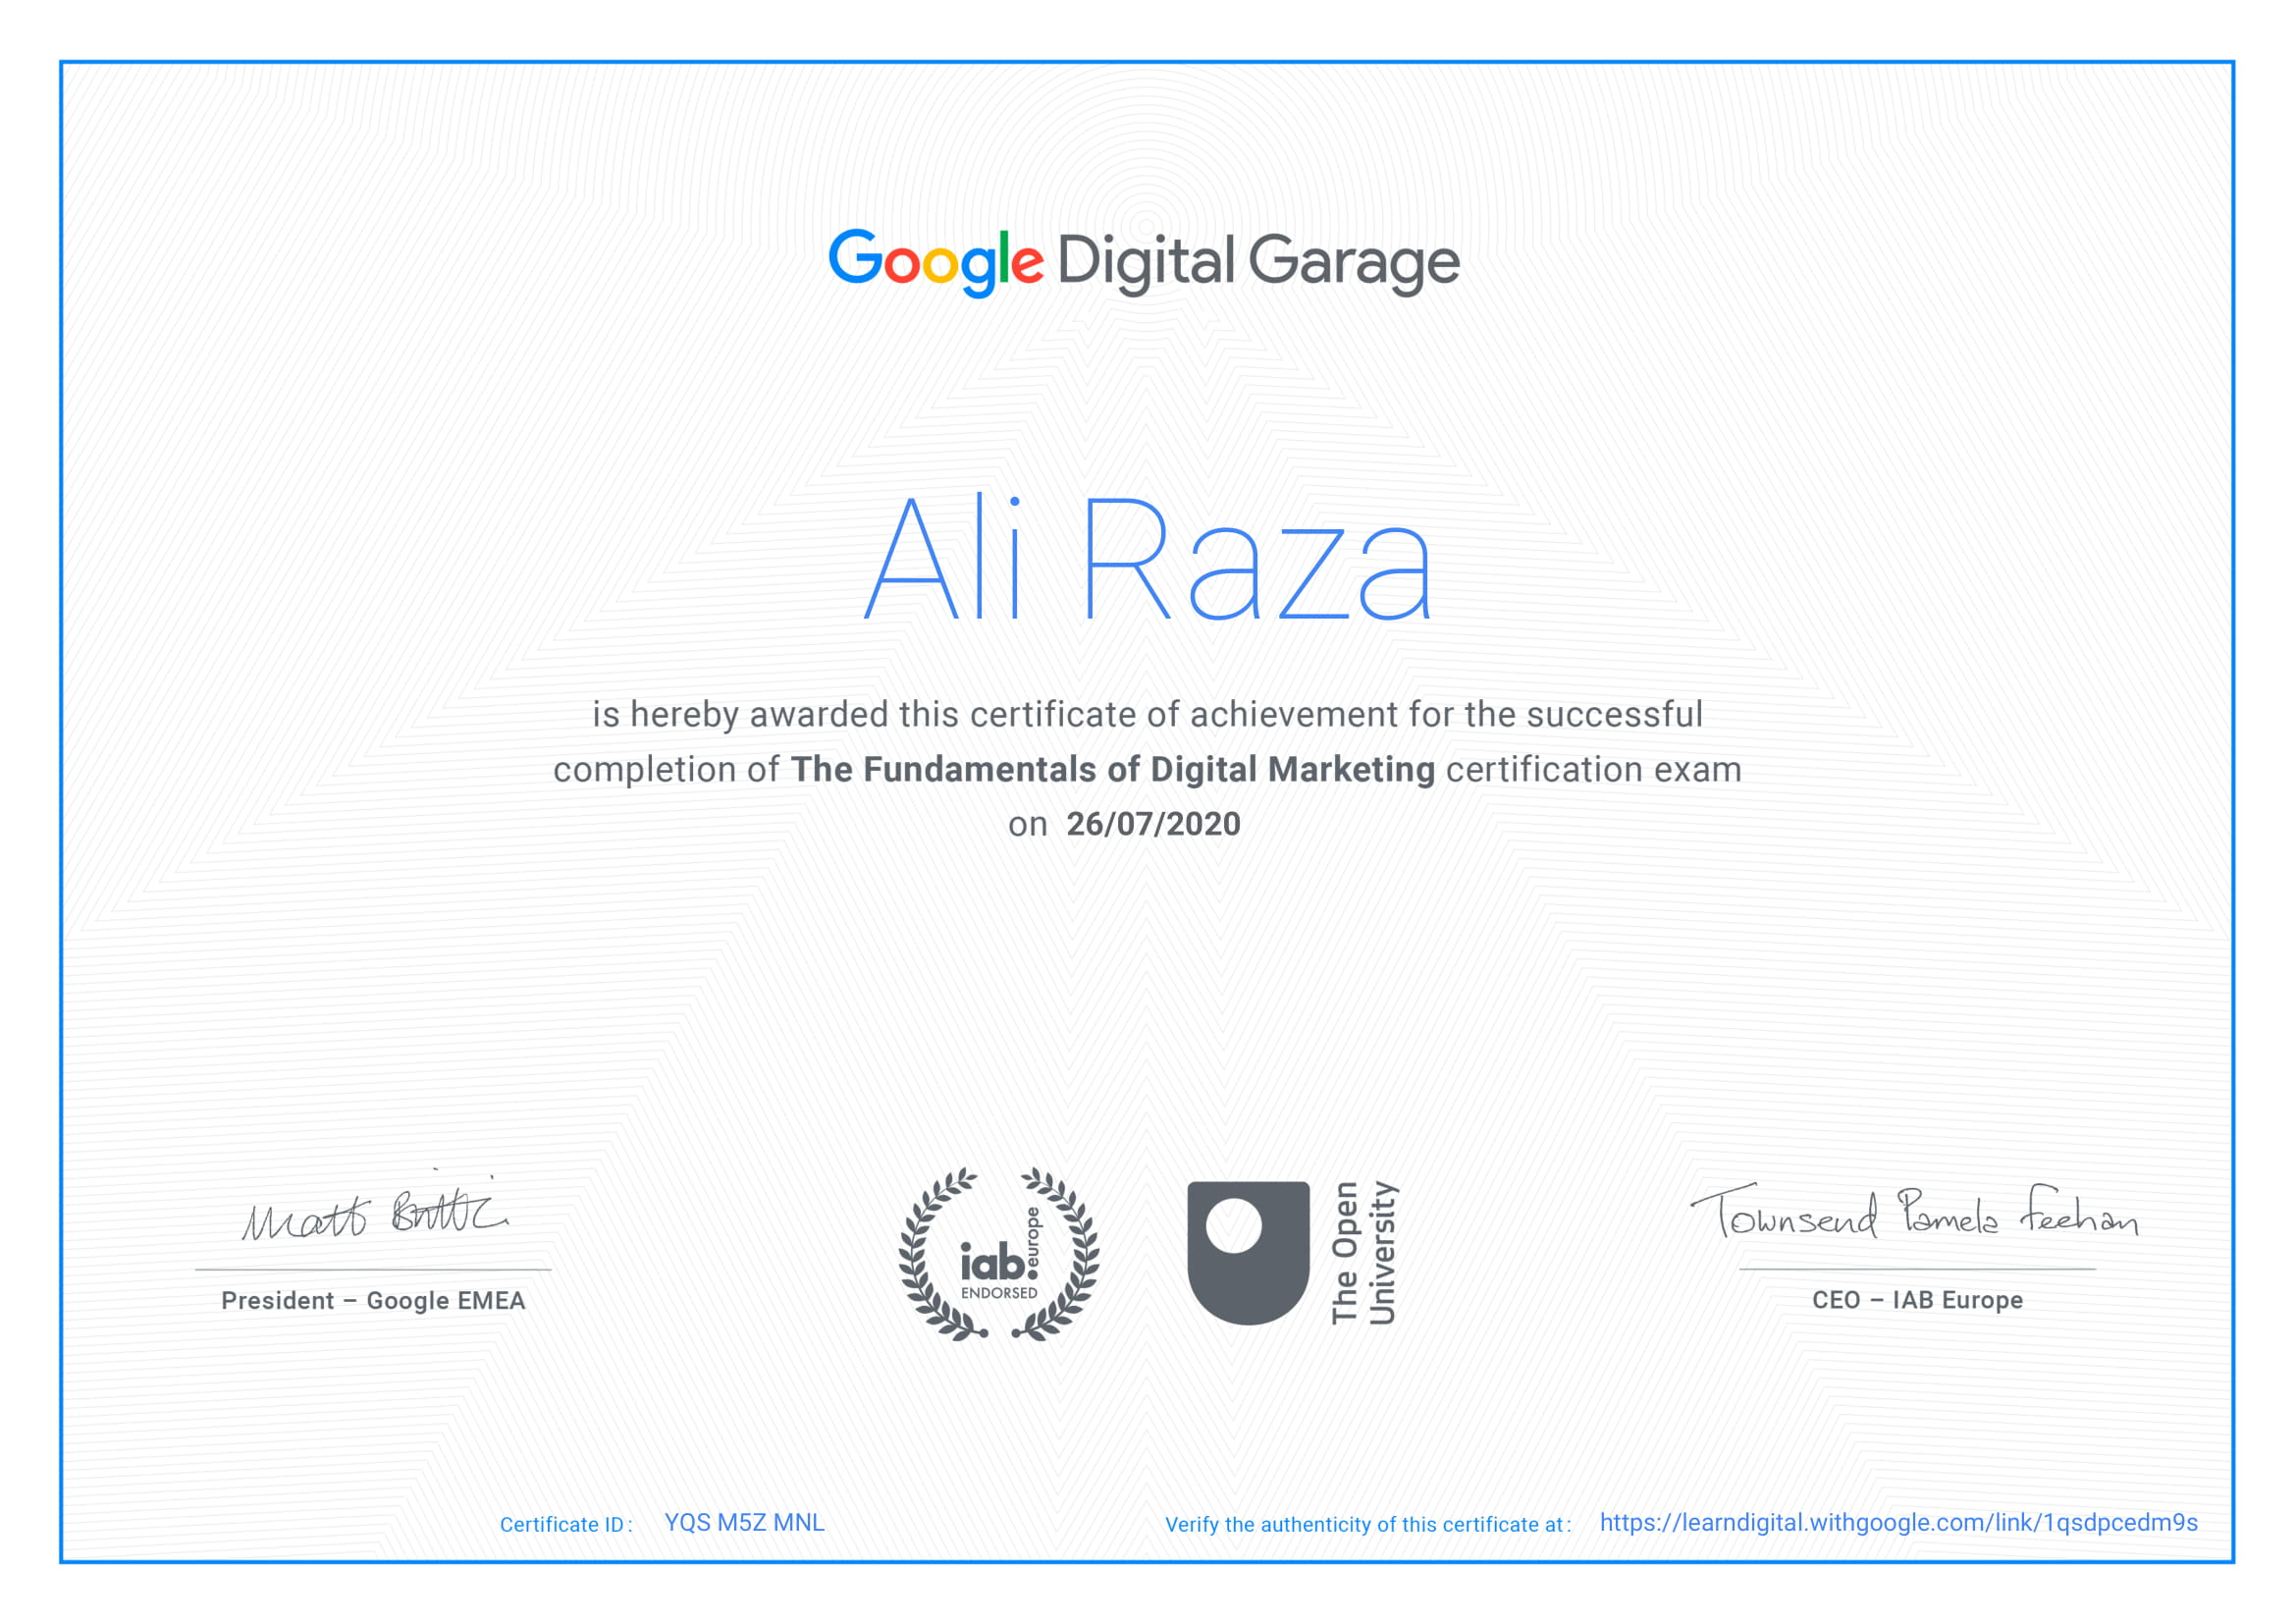 Google Digital Garage
Ali Raza
is hereby awarded this certificate of achievement for the successful
completion of The Fundamentals of Digital Marketing certification exam
on 26/07/2020
Matt Brittin
President – Google EMEA
iab.europe
ENDORSED
The Open
University
Townsend Pamela Feehan
CEO – IAB Europe
Certificate ID : YQS M5Z MNL
Verify the authenticity of this certificate at : https://learndigital.withgoogle.com/link/1qsdpcedm9s